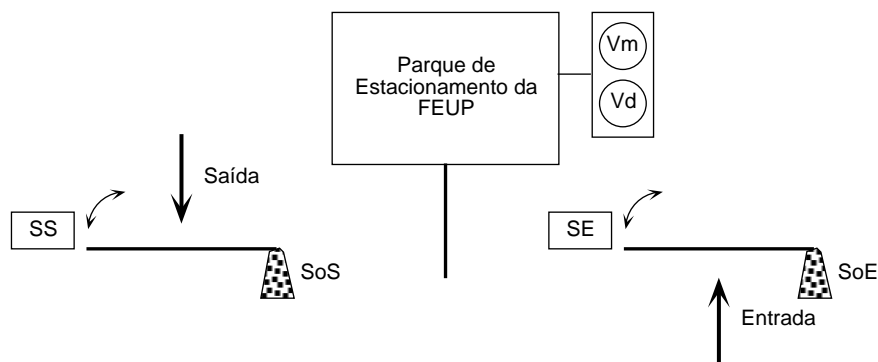 Vm
Parque de
Estacionamento da
FEUP
Vd
Saída
SS
SE
SoS
SoE
Entrada